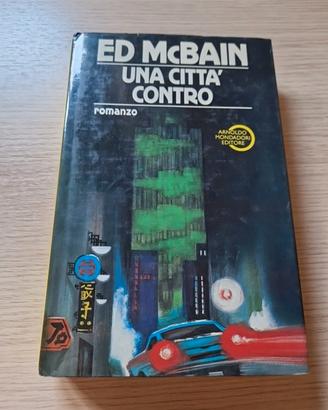 ED McBAIN
UNA CITTA'
CONTRO
romanzo
ARNOLDO
MONDADORI
EDITORE